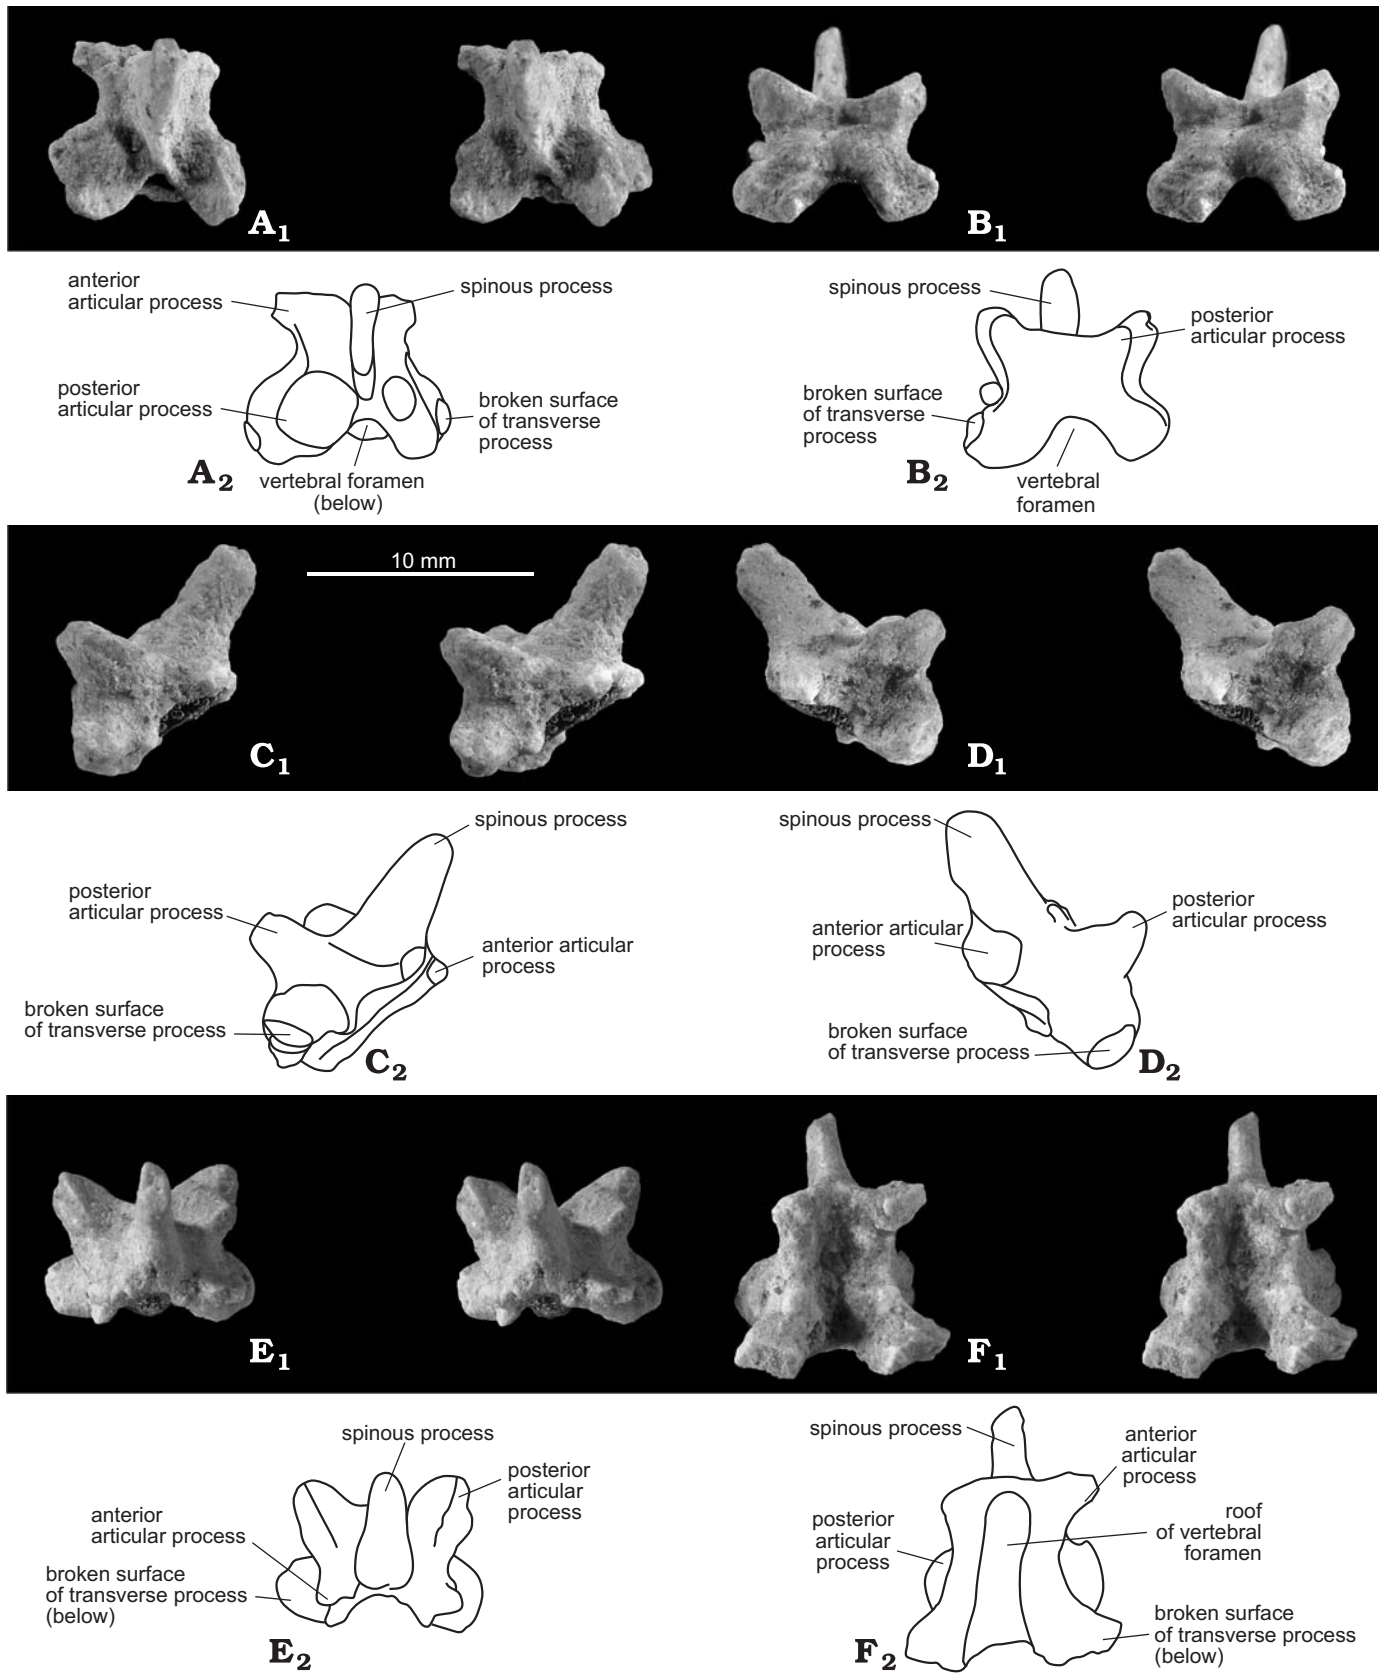 A1
B1
anterior
articular process
spinous process
posterior
articular process
broken surface
of transverse
process
A2
vertebral foramen
(below)
spinous process
posterior
articular process
broken surface
of transverse
process
B2
vertebral
foramen
10 mm
C1
D1
spinous process
posterior
articular process
anterior articular
process
broken surface
of transverse process
C2
spinous process
posterior
articular process
anterior articular
process
broken surface
of transverse process
D2
E1
F1
spinous process
posterior
articular
process
anterior
articular process
broken surface
of transverse process
(below)
E2
spinous process
anterior
articular
process
posterior
articular
process
roof
of vertebral
foramen
broken surface
of transverse process
(below)
F2